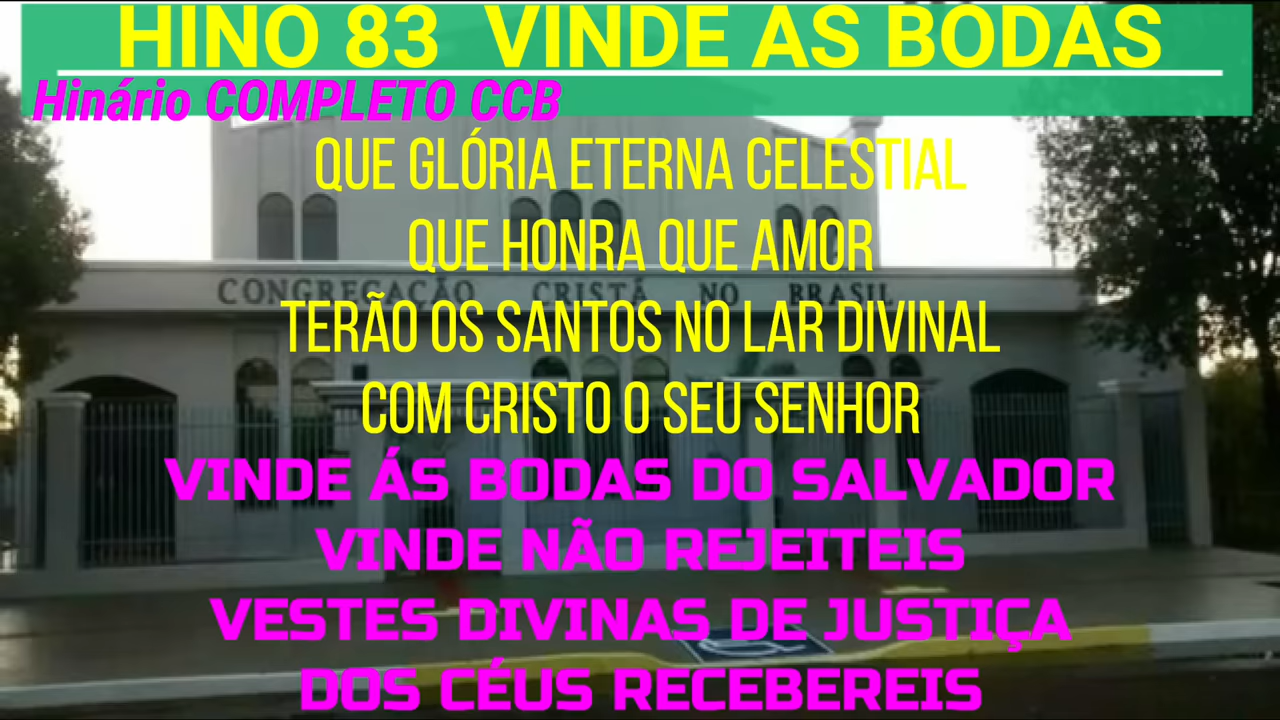 HINO 83 VINDE AS BODAS
Hinário COMPLETO CCB
QUE GLÓRIA ETERNA CELESTIAL
QUE HONRA QUE AMOR
CONGREGAÇÃO CRISTÃ NO BRASIL
TERÃO OS SANTOS NO LAR DIVINAL
COM CRISTO O SEU SENHOR
VINDE ÁS BODAS DO SALVADOR
VINDE NÃO REJEITEIS
VESTES DIVINAS DE JUSTIÇA
DOS CÉUS RECEBEREIS